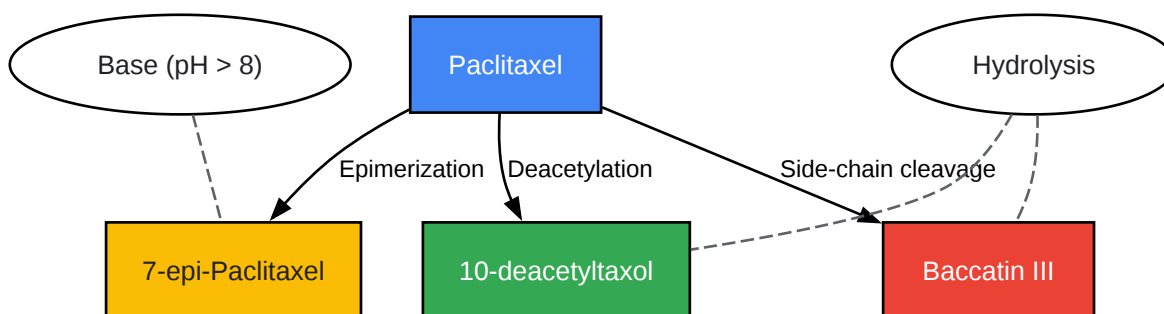 Base (pH > 8)
Paclitaxel
Hydrolysis
Epimerization
Deacetylation
Side-chain cleavage
7-epi-Paclitaxel
10-deacetyltaxol
Baccatin III